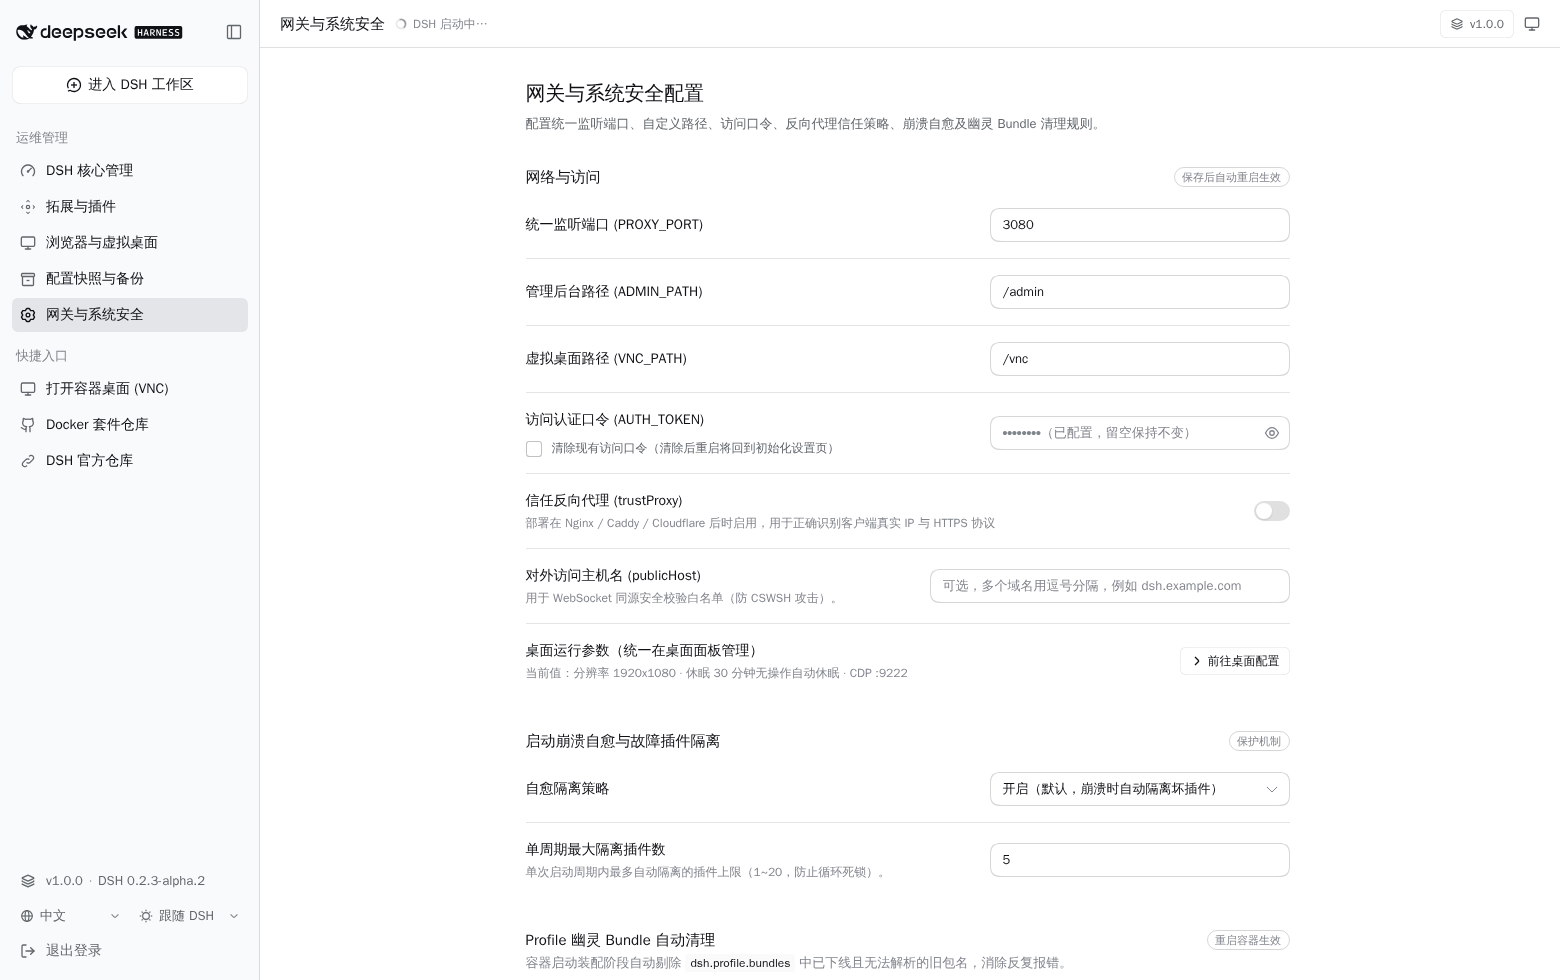 deepseek HARNESS
进入 DSH 工作区
运维管理
DSH 核心管理
拓展与插件
浏览器与虚拟桌面
配置快照与备份
网关与系统安全
快捷入口
打开容器桌面 (VNC)
Docker 套件仓库
DSH 官方仓库
v1.0.0 · DSH 0.2.3-alpha.2
中文
跟随 DSH
退出登录
网关与系统安全
DSH 启动中···
v1.0.0
网关与系统安全配置
配置统一监听端口、自定义路径、访问口令、反向代理信任策略、崩溃自愈及幽灵 Bundle 清理规则。
网络与访问
保存后自动重启生效
统一监听端口 (PROXY_PORT)
3080
管理后台路径 (ADMIN_PATH)
/admin
虚拟桌面路径 (VNC_PATH)
/vnc
访问认证口令 (AUTH_TOKEN)
清除现有访问口令（清除后重启将回到初始化设置页）
••••••••（已配置，留空保持不变）
信任反向代理 (trustProxy)
部署在 Nginx / Caddy / Cloudflare 后时启用，用于正确识别客户端真实 IP 与 HTTPS 协议
对外访问主机名 (publicHost)
用于 WebSocket 同源安全校验白名单（防 CSWSH 攻击）。
可选，多个域名用逗号分隔，例如 dsh.example.com
桌面运行参数（统一在桌面面板管理）
当前值：分辨率 1920x1080 · 休眠 30 分钟无操作自动休眠 · CDP :9222
前往桌面配置
启动崩溃自愈与故障插件隔离
保护机制
自愈隔离策略
开启（默认，崩溃时自动隔离坏插件）
单周期最大隔离插件数
单次启动周期内最多自动隔离的插件上限（1~20，防止循环死锁）。
5
Profile 幽灵 Bundle 自动清理
重启容器生效
容器启动装配阶段自动剔除 dsh.profile.bundles 中已下线且无法解析的旧包名，消除反复报错。